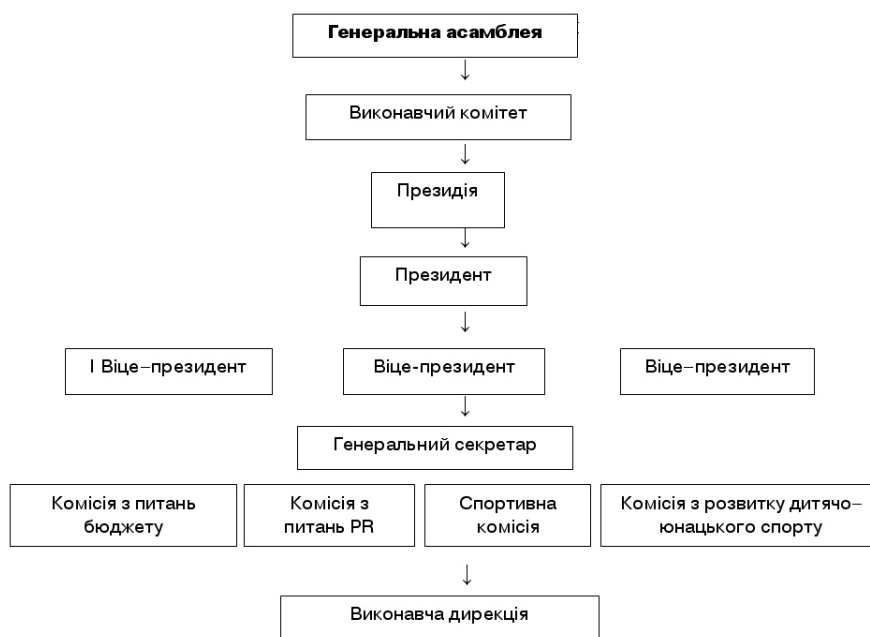 Генеральна асамблея
↓
Виконавчий комітет
↓
Президія
↓
Президент
↓
І Віце–президент
Віце-президент
Віце–президент
↓
Генеральний секретар
Комісія з питань
бюджету
Комісія з
питань PR
Спортивна
комісія
Комісія з розвитку дитячо–
юнацького спорту
↓
Виконавча дирекція